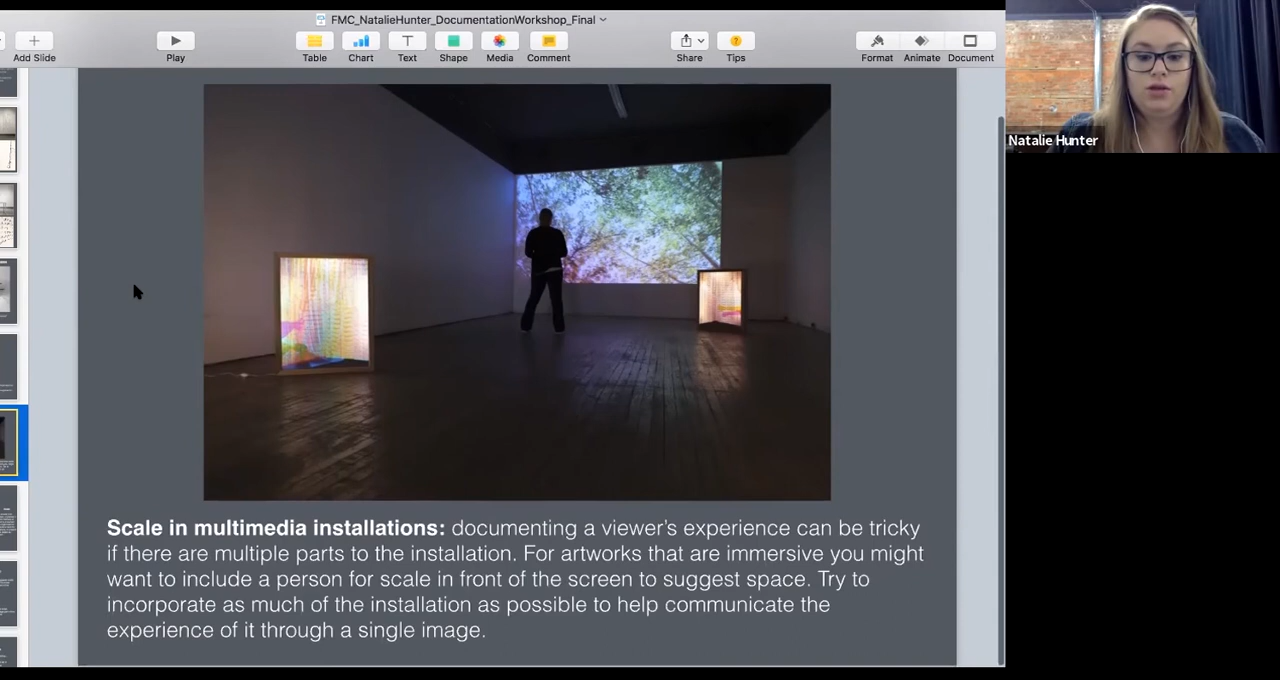 FMC_NatalieHunter_DocumentationWorkshop_Final
Add Slide
Play
Table
Chart
Text
Shape
Media
Comment
Share
Tips
Format
Animate
Document
Natalie Hunter
Scale in multimedia installations: documenting a viewer's experience can be tricky
if there are multiple parts to the installation. For artworks that are immersive you might
want to include a person for scale in front of the screen to suggest space. Try to
incorporate as much of the installation as possible to help communicate the
experience of it through a single image.